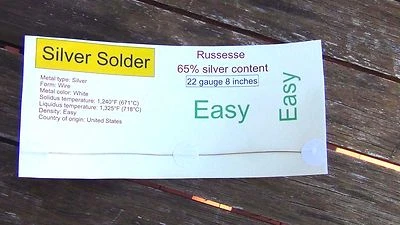 Silver Solder
Metal type: Silver
Form: Wire
Metal color: White
Solidus temperature: 1,240°F (671°C)
Liquidus temperature: 1,325°F (718°C)
Density: Easy
Country of origin: United States
Russesse
65% silver content
22 gauge 8 inches
Easy
Easy